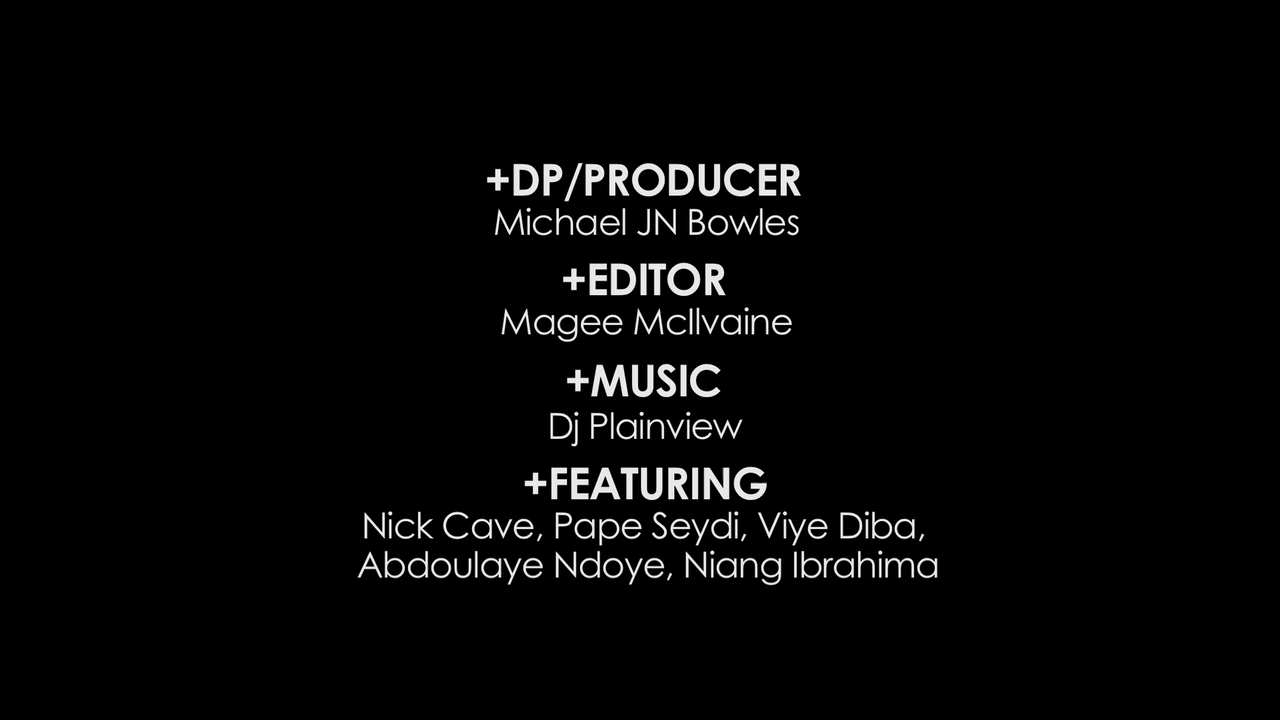 +DP/PRODUCER
Michael JN Bowles
+EDITOR
Magee McIlvaine
+MUSIC
Dj Plainview
+FEATURING
Nick Cave, Pape Seydi, Viye Diba,
Abdoulaye Ndoye, Niang Ibrahima